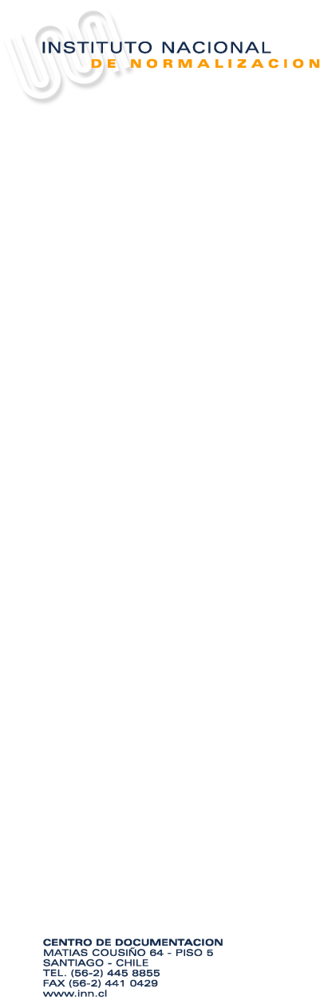 INSTITUTO NACIONAL
DE NORMALIZACION
CENTRO DE DOCUMENTACION
MATIAS COUSIÑO 64 - PISO 5
SANTIAGO - CHILE
TEL. (56-2) 445 8855
FAX (56-2) 441 0429
www.inn.cl